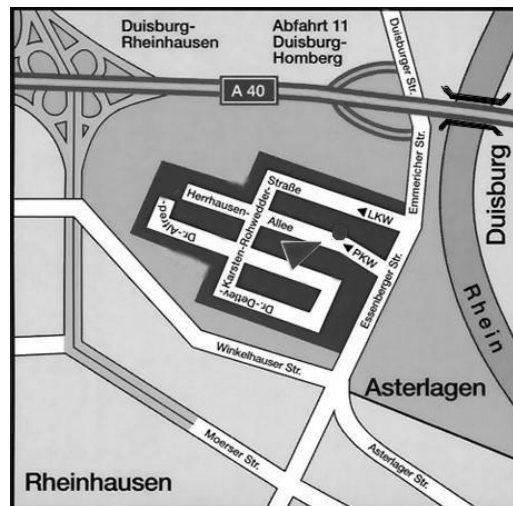 Duisburg-
Rheinhausen
Abfahrt 11
Duisburg-
Homberg
Duisburger Str.
A 40
Emmericher Str.
Duisburg
Straße
LKW
Herrhausen-
Allee
PKW
Dr.-Alfred-
Karsten-Rohwedder-
Dr.-Detlev-
Essenberger Str.
Rhein
Winkelhauser Str.
Asterlagen
Moerser Str.
Asterlager Str.
Rheinhausen